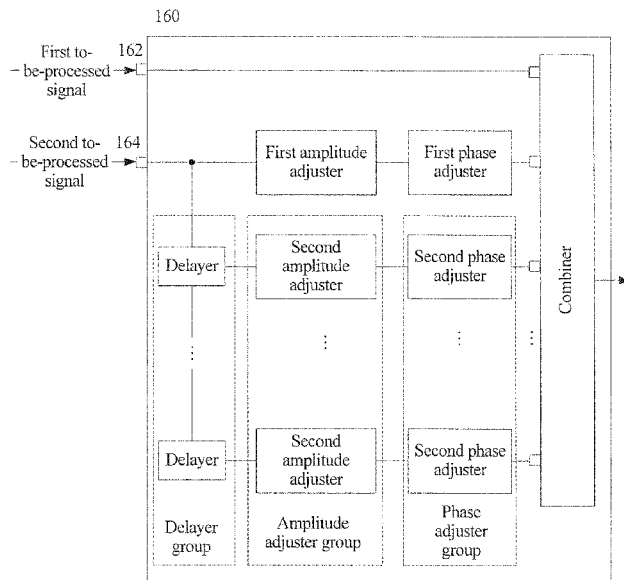 160
First to-
be-processed
signal
162
Second to-
be-processed
signal
164
First amplitude
adjuster
First phase
adjuster
Delayer
Second
amplitude
adjuster
Second phase
adjuster
Combiner
...
...
...
...
Delayer
Second
amplitude
adjuster
Second phase
adjuster
Delayer
group
Amplitude
adjuster group
Phase
adjuster
group